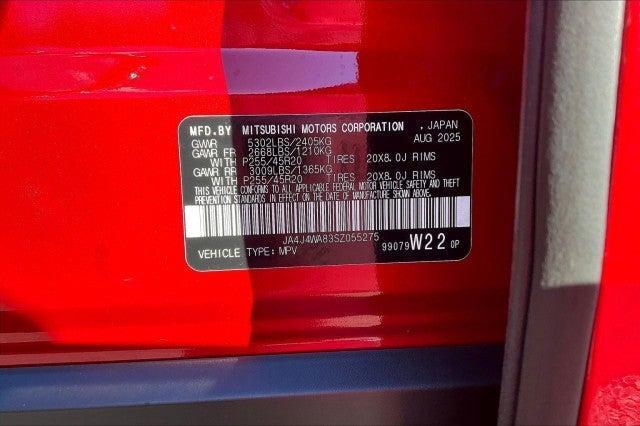 MFD.BY MITSUBISHI MOTORS CORPORATION , JAPAN
GVWR 5302LBS/2405KG AUG 2025
GAWR FR 2668LBS/1210KG
P255/45R20 TIRES 20X8.0J RIMS
GAWR RR 3009LBS/1365KG
P255/45R20 TIRES 20X8.0J RIMS
THIS VEHICLE CONFORMS TO ALL APPLICABLE FEDERAL MOTOR VEHICLE SAFETY AND
THEFT PREVENTION STANDARDS IN EFFECT ON THE DATE OF MANUFACTURE SHOWN ABOVE.
JA4J4WA83SZ055275
VEHICLE TYPE: MPV 99079 W22 0P